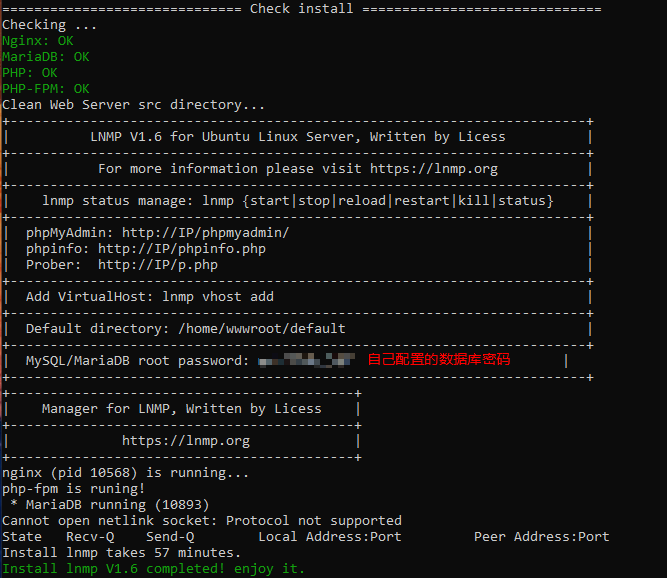 ============================== Check install ==============================
Checking ...
Nginx: OK
MariaDB: OK
PHP: OK
PHP-FPM: OK
Clean Web Server src directory...
+------------------------------------------------------------------------+
|          LNMP V1.6 for Ubuntu Linux Server, Written by Licess          |
+------------------------------------------------------------------------+
|           For more information please visit https://lnmp.org           |
+------------------------------------------------------------------------+
|    lnmp status manage: lnmp {start|stop|reload|restart|kill|status}    |
+------------------------------------------------------------------------+
|  phpMyAdmin: http://IP/phpmyadmin/                                     |
|  phpinfo: http://IP/phpinfo.php                                        |
|  Prober:  http://IP/p.php                                              |
+------------------------------------------------------------------------+
|  Add VirtualHost: lnmp vhost add                                       |
+------------------------------------------------------------------------+
|  Default directory: /home/wwwroot/default                              |
+------------------------------------------------------------------------+
|  MySQL/MariaDB root password: 自己配置的数据库密码 |
+------------------------------------------------------------------------+
+-------------------------------------------+
|    Manager for LNMP, Written by Licess    |
+-------------------------------------------+
|              https://lnmp.org             |
+-------------------------------------------+
nginx (pid 10568) is running...
php-fpm is runing!
 * MariaDB running (10893)
Cannot open netlink socket: Protocol not supported
State   Recv-Q    Send-Q        Local Address:Port         Peer Address:Port
Install lnmp takes 57 minutes.
Install lnmp V1.6 completed! enjoy it.